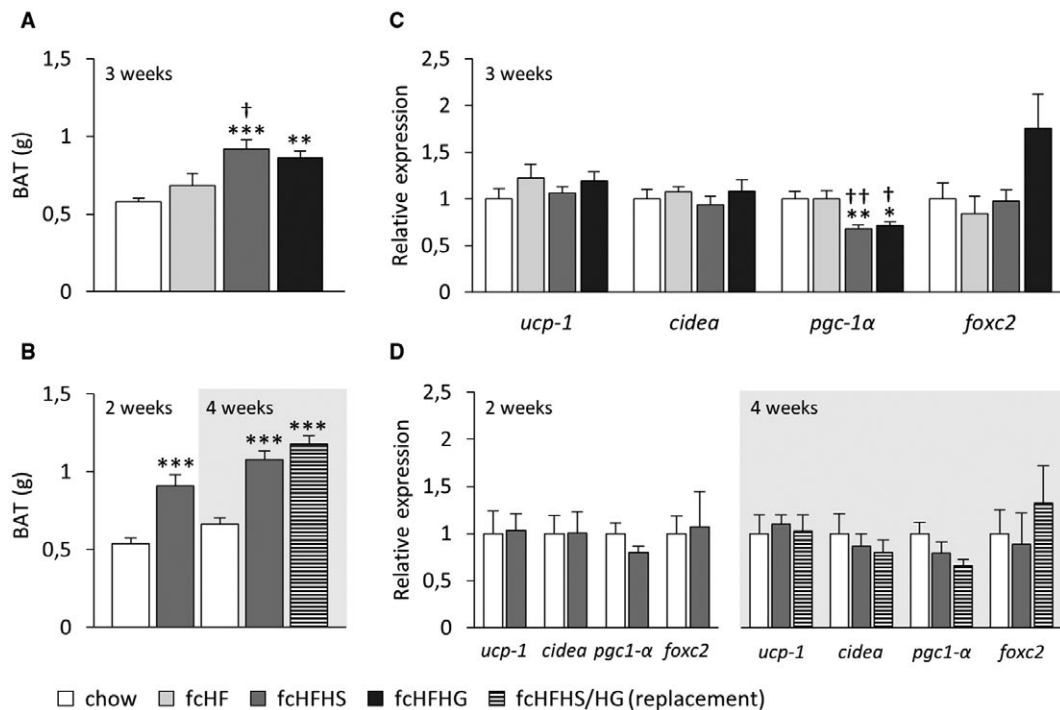 A
1,5
3 weeks
†
*** **
1
0,5
0
BAT (g)
B
1,5
2 weeks 4 weeks
*** *** ***
1
0,5
0
BAT (g)
C
2,5
3 weeks
2
1,5
1
0,5
0
Relative expression
†† †
** *
ucp-1 cidea pgc-1α foxc2
D
2,5
2 weeks 4 weeks
2
1,5
1
0,5
0
Relative expression
ucp-1 cidea pgc1-α foxc2 ucp-1 cidea pgc1-α foxc2
chow fcHF fcHFHS fcHFHG fcHFHS/HG (replacement)